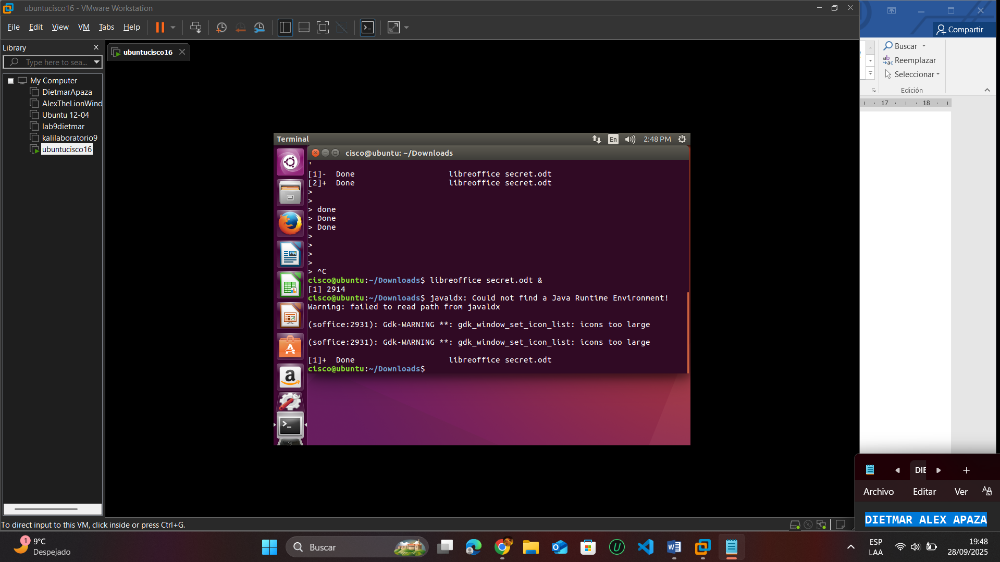 ubuntucisco16 - VMware Workstation
File Edit View VM Tabs Help
Compartir
Library
Type here to sea...
ubuntucisco16
My Computer
DietmarApaza
AlexTheLionWind
Ubuntu 12-04
lab9dietmar
kalilaboratorio9
ubuntucisco16
Buscar
Reemplazar
Seleccionar
Edición
17 18
Terminal
En
2:48 PM
cisco@ubuntu: ~/Downloads
'
[1]-  Done                    libreoffice secret.odt
[2]+  Done                    libreoffice secret.odt
>
>
> done
> Done
> Done
>
>
>
>
> ^C
cisco@ubuntu:~/Downloads$ libreoffice secret.odt &
[1] 2914
cisco@ubuntu:~/Downloads$ javaldx: Could not find a Java Runtime Environment!
Warning: failed to read path from javaldx
(soffice:2931): Gdk-WARNING **: gdk_window_set_icon_list: icons too large
(soffice:2931): Gdk-WARNING **: gdk_window_set_icon_list: icons too large
[1]+  Done                    libreoffice secret.odt
cisco@ubuntu:~/Downloads$
DIE
Archivo Editar Ver
DIETMAR ALEX APAZA
To direct input to this VM, click inside or press Ctrl+G.
1
9°C
Despejado
Buscar
ESP
LAA
19:48
28/09/2025